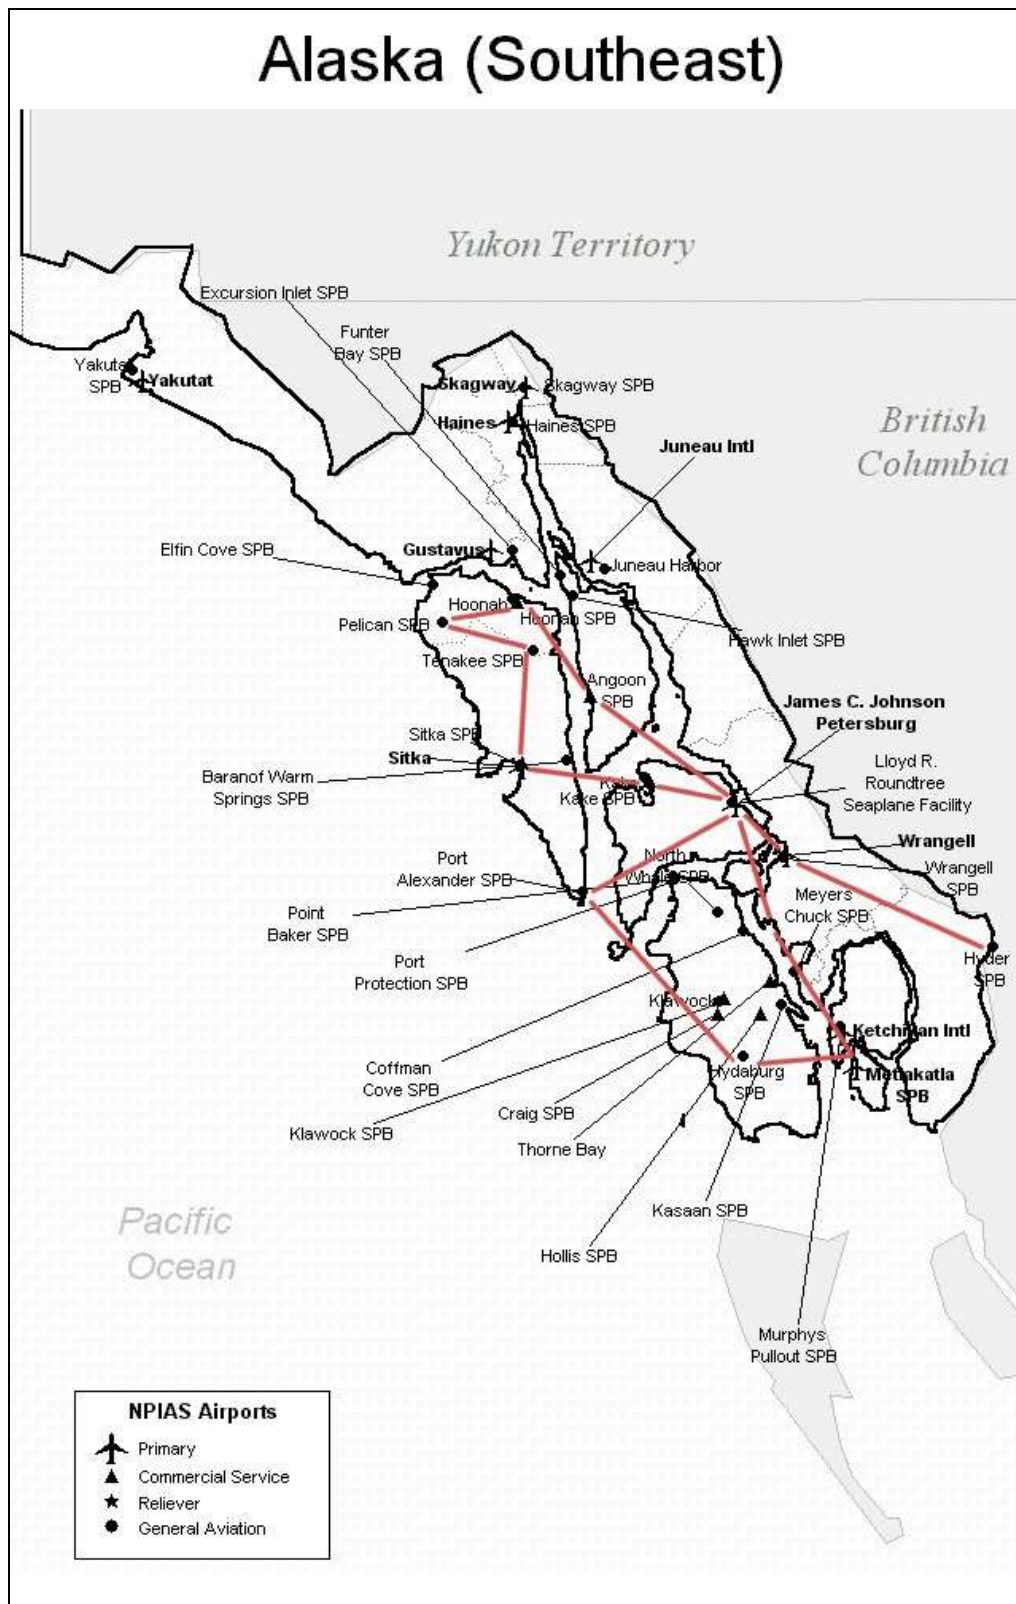 Alaska (Southeast)
Yukon Territory
Excursion Inlet SPB
Funter
Bay SPB
Yakutat
SPB
Yakutat
Skagway
Skagway SPB
Haines
Haines SPB
British
Columbia
Juneau Intl
Elfin Cove SPB
Gustavus
Juneau Harbor
Hoonah
Hoonah SPB
Pelican SPB
Hawk Inlet SPB
Tenakee SPB
Angoon
SPB
James C. Johnson
Petersburg
Sitka SPB
Sitka
Lloyd R.
Roundtree
Seaplane Facility
Baranof Warm
Springs SPB
Kake
Kake SPB
Wrangell
Port
Alexander SPB
North
Whale SPB
Wrangell
SPB
Meyers
Chuck SPB
Point
Baker SPB
Port
Protection SPB
Hyder
SPB
Klawock
Ketchikan Intl
Coffman
Cove SPB
Hydaburg
SPB
Metlakatla
SPB
Craig SPB
Klawock SPB
Thorne Bay
Kasaan SPB
Pacific
Ocean
Hollis SPB
Murphys
Pullout SPB
NPIAS Airports
Primary
Commercial Service
Reliever
General Aviation